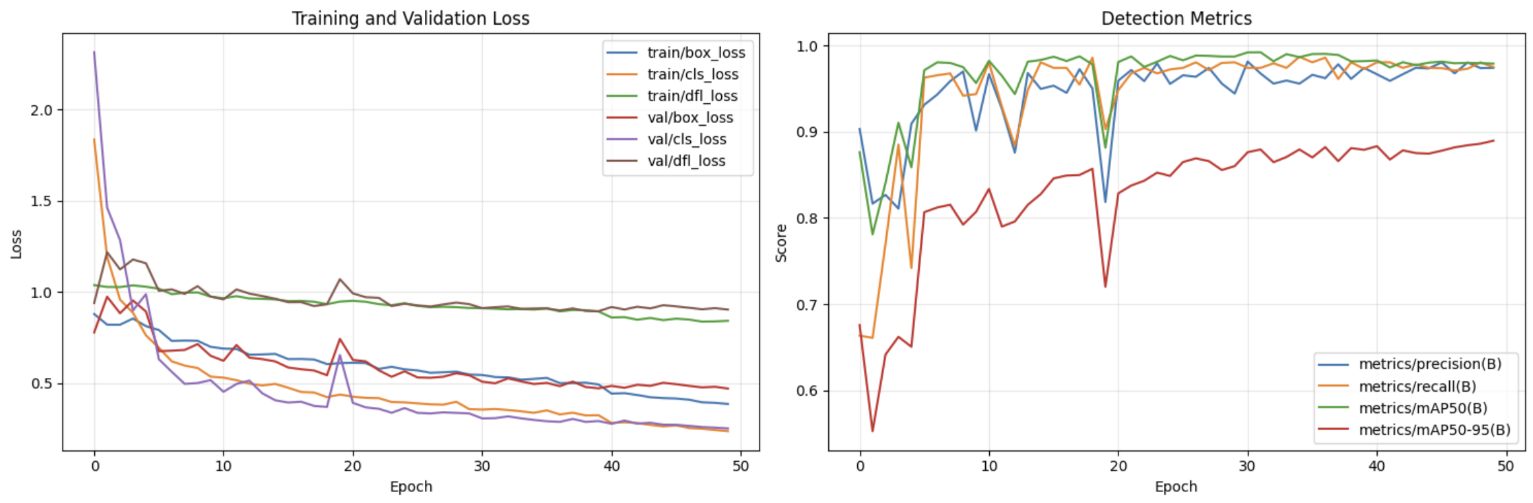 Training and Validation Loss
Loss
2.0
1.5
1.0
0.5
0
10
20
30
40
50
Epoch
train/box_loss
train/cls_loss
train/dfl_loss
val/box_loss
val/cls_loss
val/dfl_loss
Detection Metrics
Score
1.0
0.9
0.8
0.7
0.6
0
10
20
30
40
50
Epoch
metrics/precision(B)
metrics/recall(B)
metrics/mAP50(B)
metrics/mAP50-95(B)